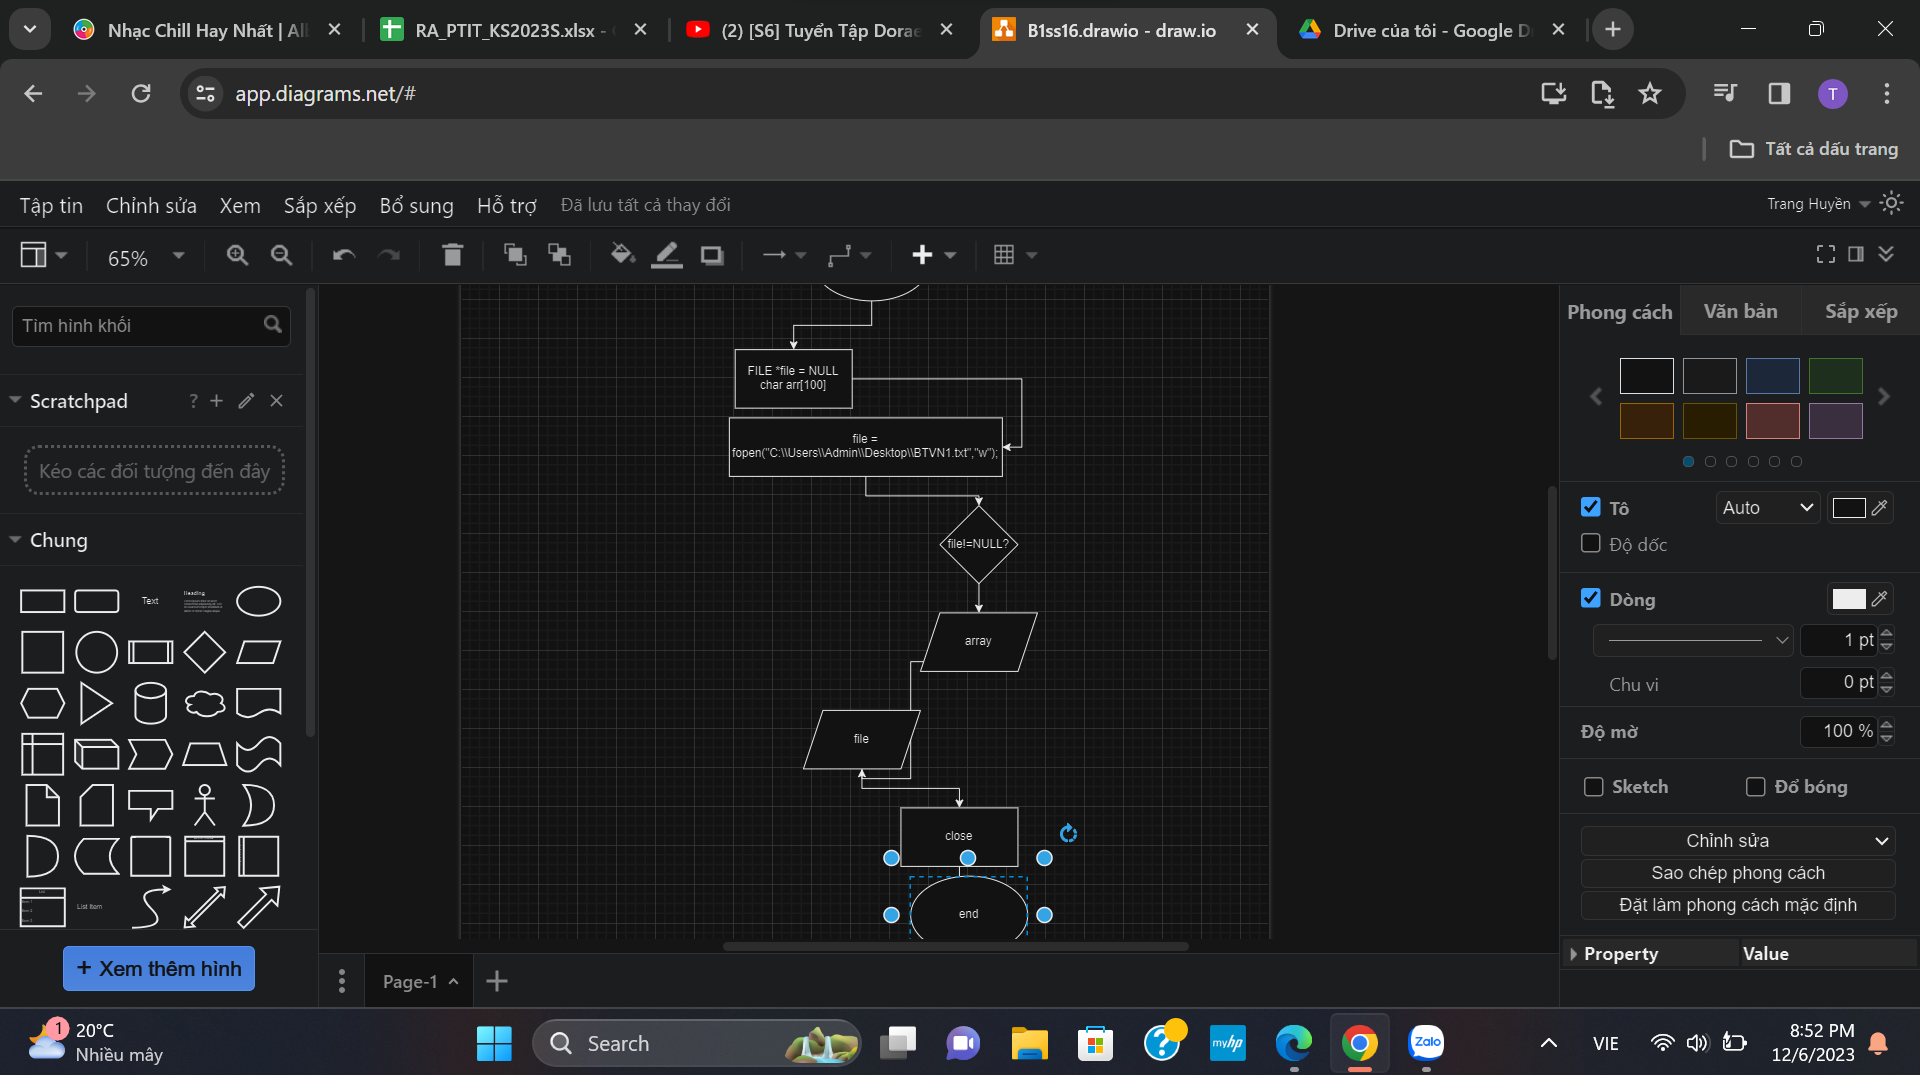 Nhạc Chill Hay Nhất | All
RA_PTIT_KS2023S.xlsx -
(2) [S6] Tuyển Tập Dorae
B1ss16.drawio - draw.io
Drive của tôi - Google D
app.diagrams.net/#
T
Tất cả dấu trang
Tập tin
Chỉnh sửa
Xem
Sắp xếp
Bổ sung
Hỗ trợ
Đã lưu tất cả thay đổi
Trang Huyền
65%
Tìm hình khối
Scratchpad
?
Kéo các đối tượng đến đây
Chung
Text
Heading
List Item
+ Xem thêm hình
FILE *file = NULL
char arr[100]
file =
fopen("C:\\Users\\Admin\\Desktop\\BTVN1.txt","w");
file!=NULL?
array
file
close
end
Page-1
Phong cách
Văn bản
Sắp xếp
Tô
Auto
Độ dốc
Dòng
1 pt
Chu vi
0 pt
Độ mờ
100 %
Sketch
Đổ bóng
Chỉnh sửa
Sao chép phong cách
Đặt làm phong cách mặc định
Property
Value
1
20°C
Nhiều mây
Search
myhp
Zalo
VIE
8:52 PM
12/6/2023